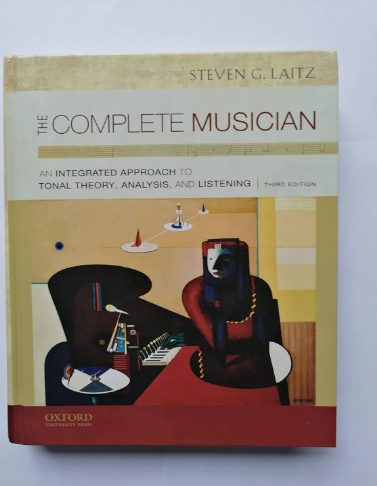 STEVEN G. LAITZ
THE COMPLETE MUSICIAN
AN INTEGRATED APPROACH TO
TONAL THEORY, ANALYSIS, AND LISTENING | THIRD EDITION
OXFORD
UNIVERSITY PRESS